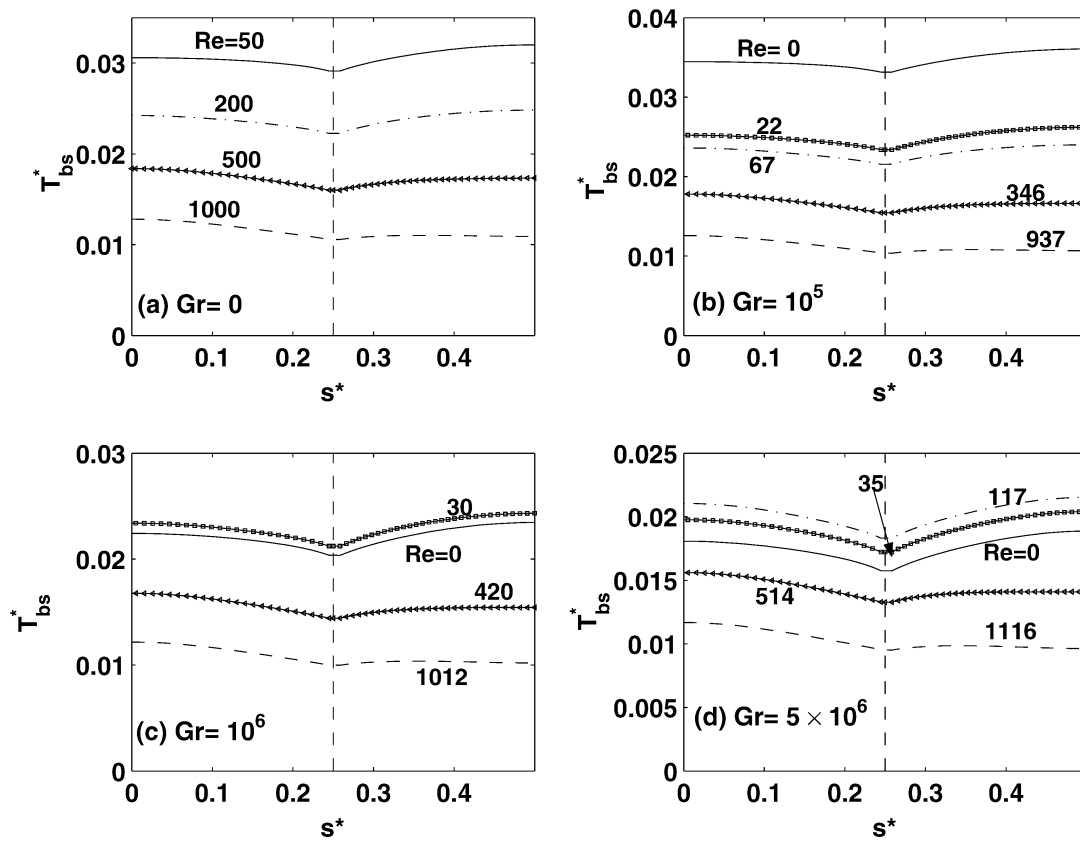 0.03
0.02
0.01
0
T*bs
Re=50
200
500
1000
(a) Gr= 0
0 0.1 0.2 0.3 0.4
s*
0.04
0.03
0.02
0.01
0
T*bs
Re= 0
22
67
346
937
(b) Gr= 10^5
0 0.1 0.2 0.3 0.4
s*
0.03
0.02
0.01
0
T*bs
30
Re=0
420
1012
(c) Gr= 10^6
0 0.1 0.2 0.3 0.4
s*
0.025
0.02
0.015
0.01
0.005
0
T*bs
35
117
Re=0
514
1116
(d) Gr= 5 × 10^6
0 0.1 0.2 0.3 0.4
s*